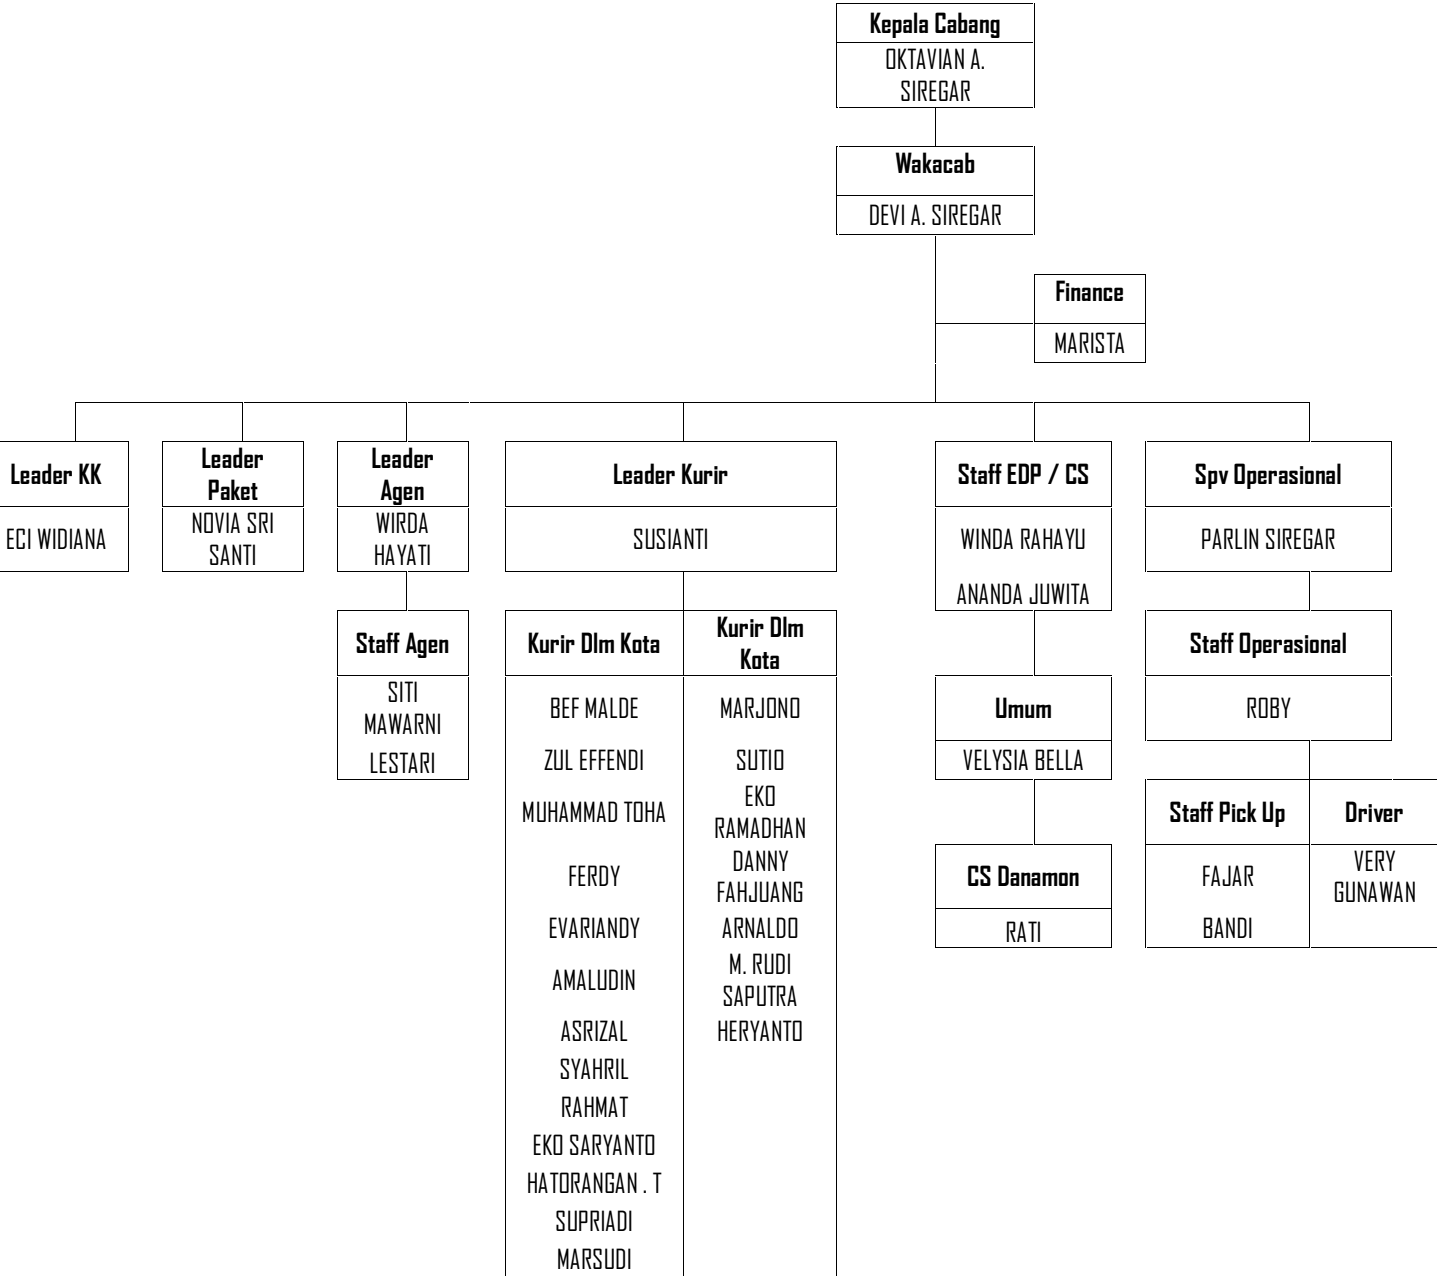 Kepala Cabang
OKTAVIAN A.
SIREGAR
Wakacab
DEVI A. SIREGAR
Finance
MARISTA
Leader KK
ECI WIDIANA
Leader
Paket
NOVIA SRI
SANTI
Leader
Agen
WIRDA
HAYATI
Staff Agen
SITI
MAWARNI
LESTARI
Leader Kurir
SUSIANTI
Kurir Dlm Kota
BEF MALDE
ZUL EFFENDI
MUHAMMAD TOHA
FERDY
EVARIANDY
AMALUDIN
ASRIZAL
SYAHRIL
RAHMAT
EKO SARYANTO
HATORANGAN . T
SUPRIADI
MARSUDI
Kurir Dlm
Kota
MARJONO
SUTIO
EKO
RAMADHAN
DANNY
FAHJUANG
ARNALDO
M. RUDI
SAPUTRA
HERYANTO
Staff EDP / CS
WINDA RAHAYU
ANANDA JUWITA
Umum
VELYSIA BELLA
CS Danamon
RATI
Spv Operasional
PARLIN SIREGAR
Staff Operasional
ROBY
Staff Pick Up
FAJAR
BANDI
Driver
VERY
GUNAWAN